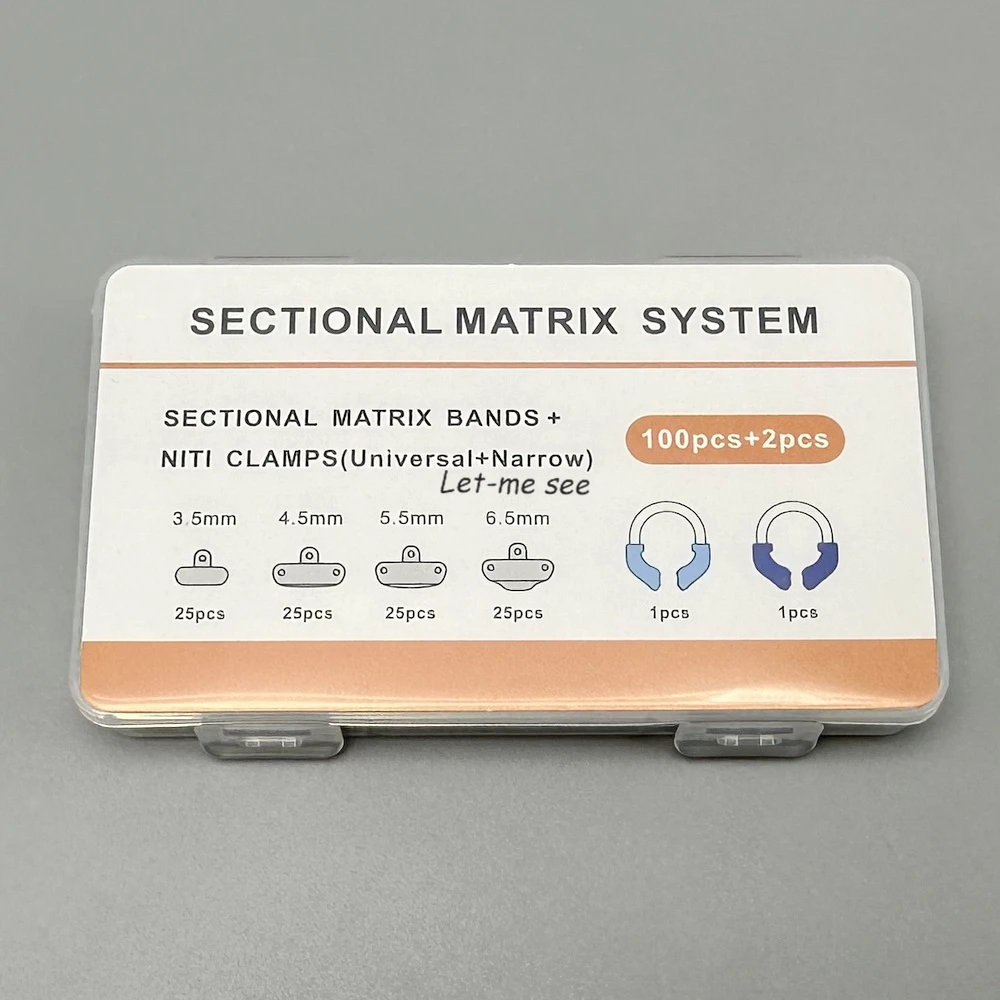 SECTIONAL MATRIX SYSTEM
SECTIONAL MATRIX BANDS+
100pcs+2pcs
NITI CLAMPS(Universal+Narrow)
Let-me see
3.5mm 4.5mm 5.5mm 6.5mm
25pcs 25pcs 25pcs 25pcs 1pcs 1pcs